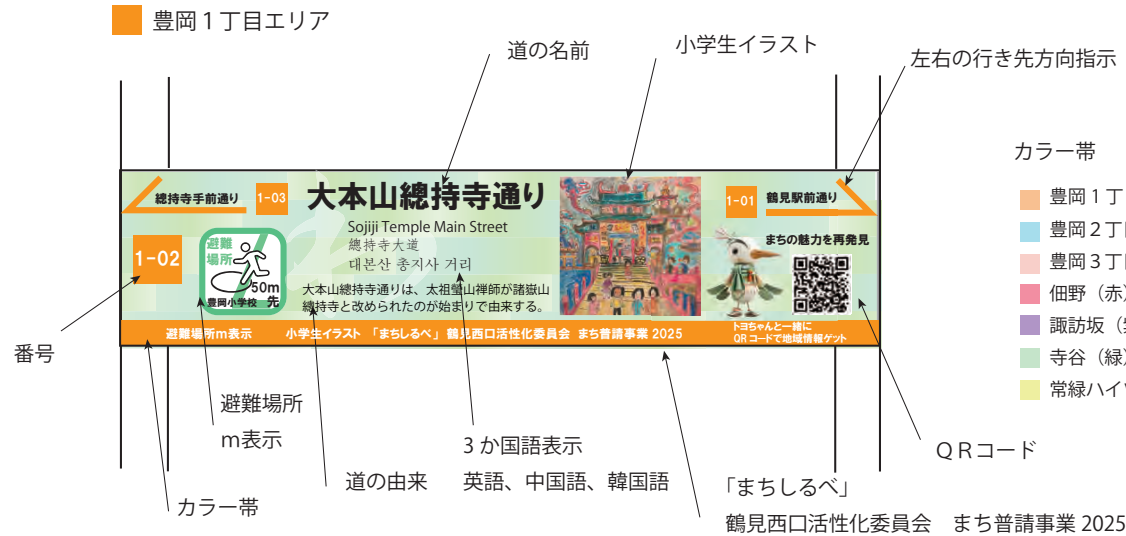 豊岡1丁目エリア
道の名前
小学生イラスト
左右の行き先方向指示
總持寺手前通り
1-03
大本山總持寺通り
1-01
鶴見駅前通り
Sojiji Temple Main Street
總持寺大道
대본산 총지사 거리
1-02
避難
場所
50m
豊岡小学校 先
大本山總持寺通りは、太祖瑩山禅師が諸嶽山
總持寺と改められたのが始まりで由来する。
まちの魅力を再発見
避難場所m表示 小学生イラスト 「まちしるべ」 鶴見西口活性化委員会 まち普請事業 2025
トヨちゃんと一緒に
QRコードで地域情報ゲット
カラー帯
豊岡1丁
豊岡2丁目
豊岡3丁目
佃野(赤)
諏訪坂(
寺谷(緑)
常緑ハイツ
番号
避難場所
m表示
カラー帯
道の由来
3か国語表示
英語、中国語、韓国語
QRコード
「まちしるべ」
鶴見西口活性化委員会 まち普請事業 2025